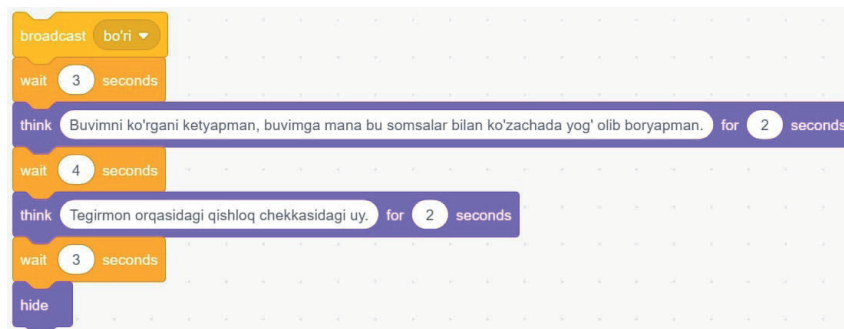 broadcast bo'ri
wait 3 seconds
think Buvimni ko'rgani ketyapman, buvimga mana bu somsalar bilan ko'zachada yog' olib boryapman. for 2 seconds
wait 4 seconds
think Tegirmon orqasidagi qishloq chekkasidagi uy. for 2 seconds
wait 3 seconds
hide